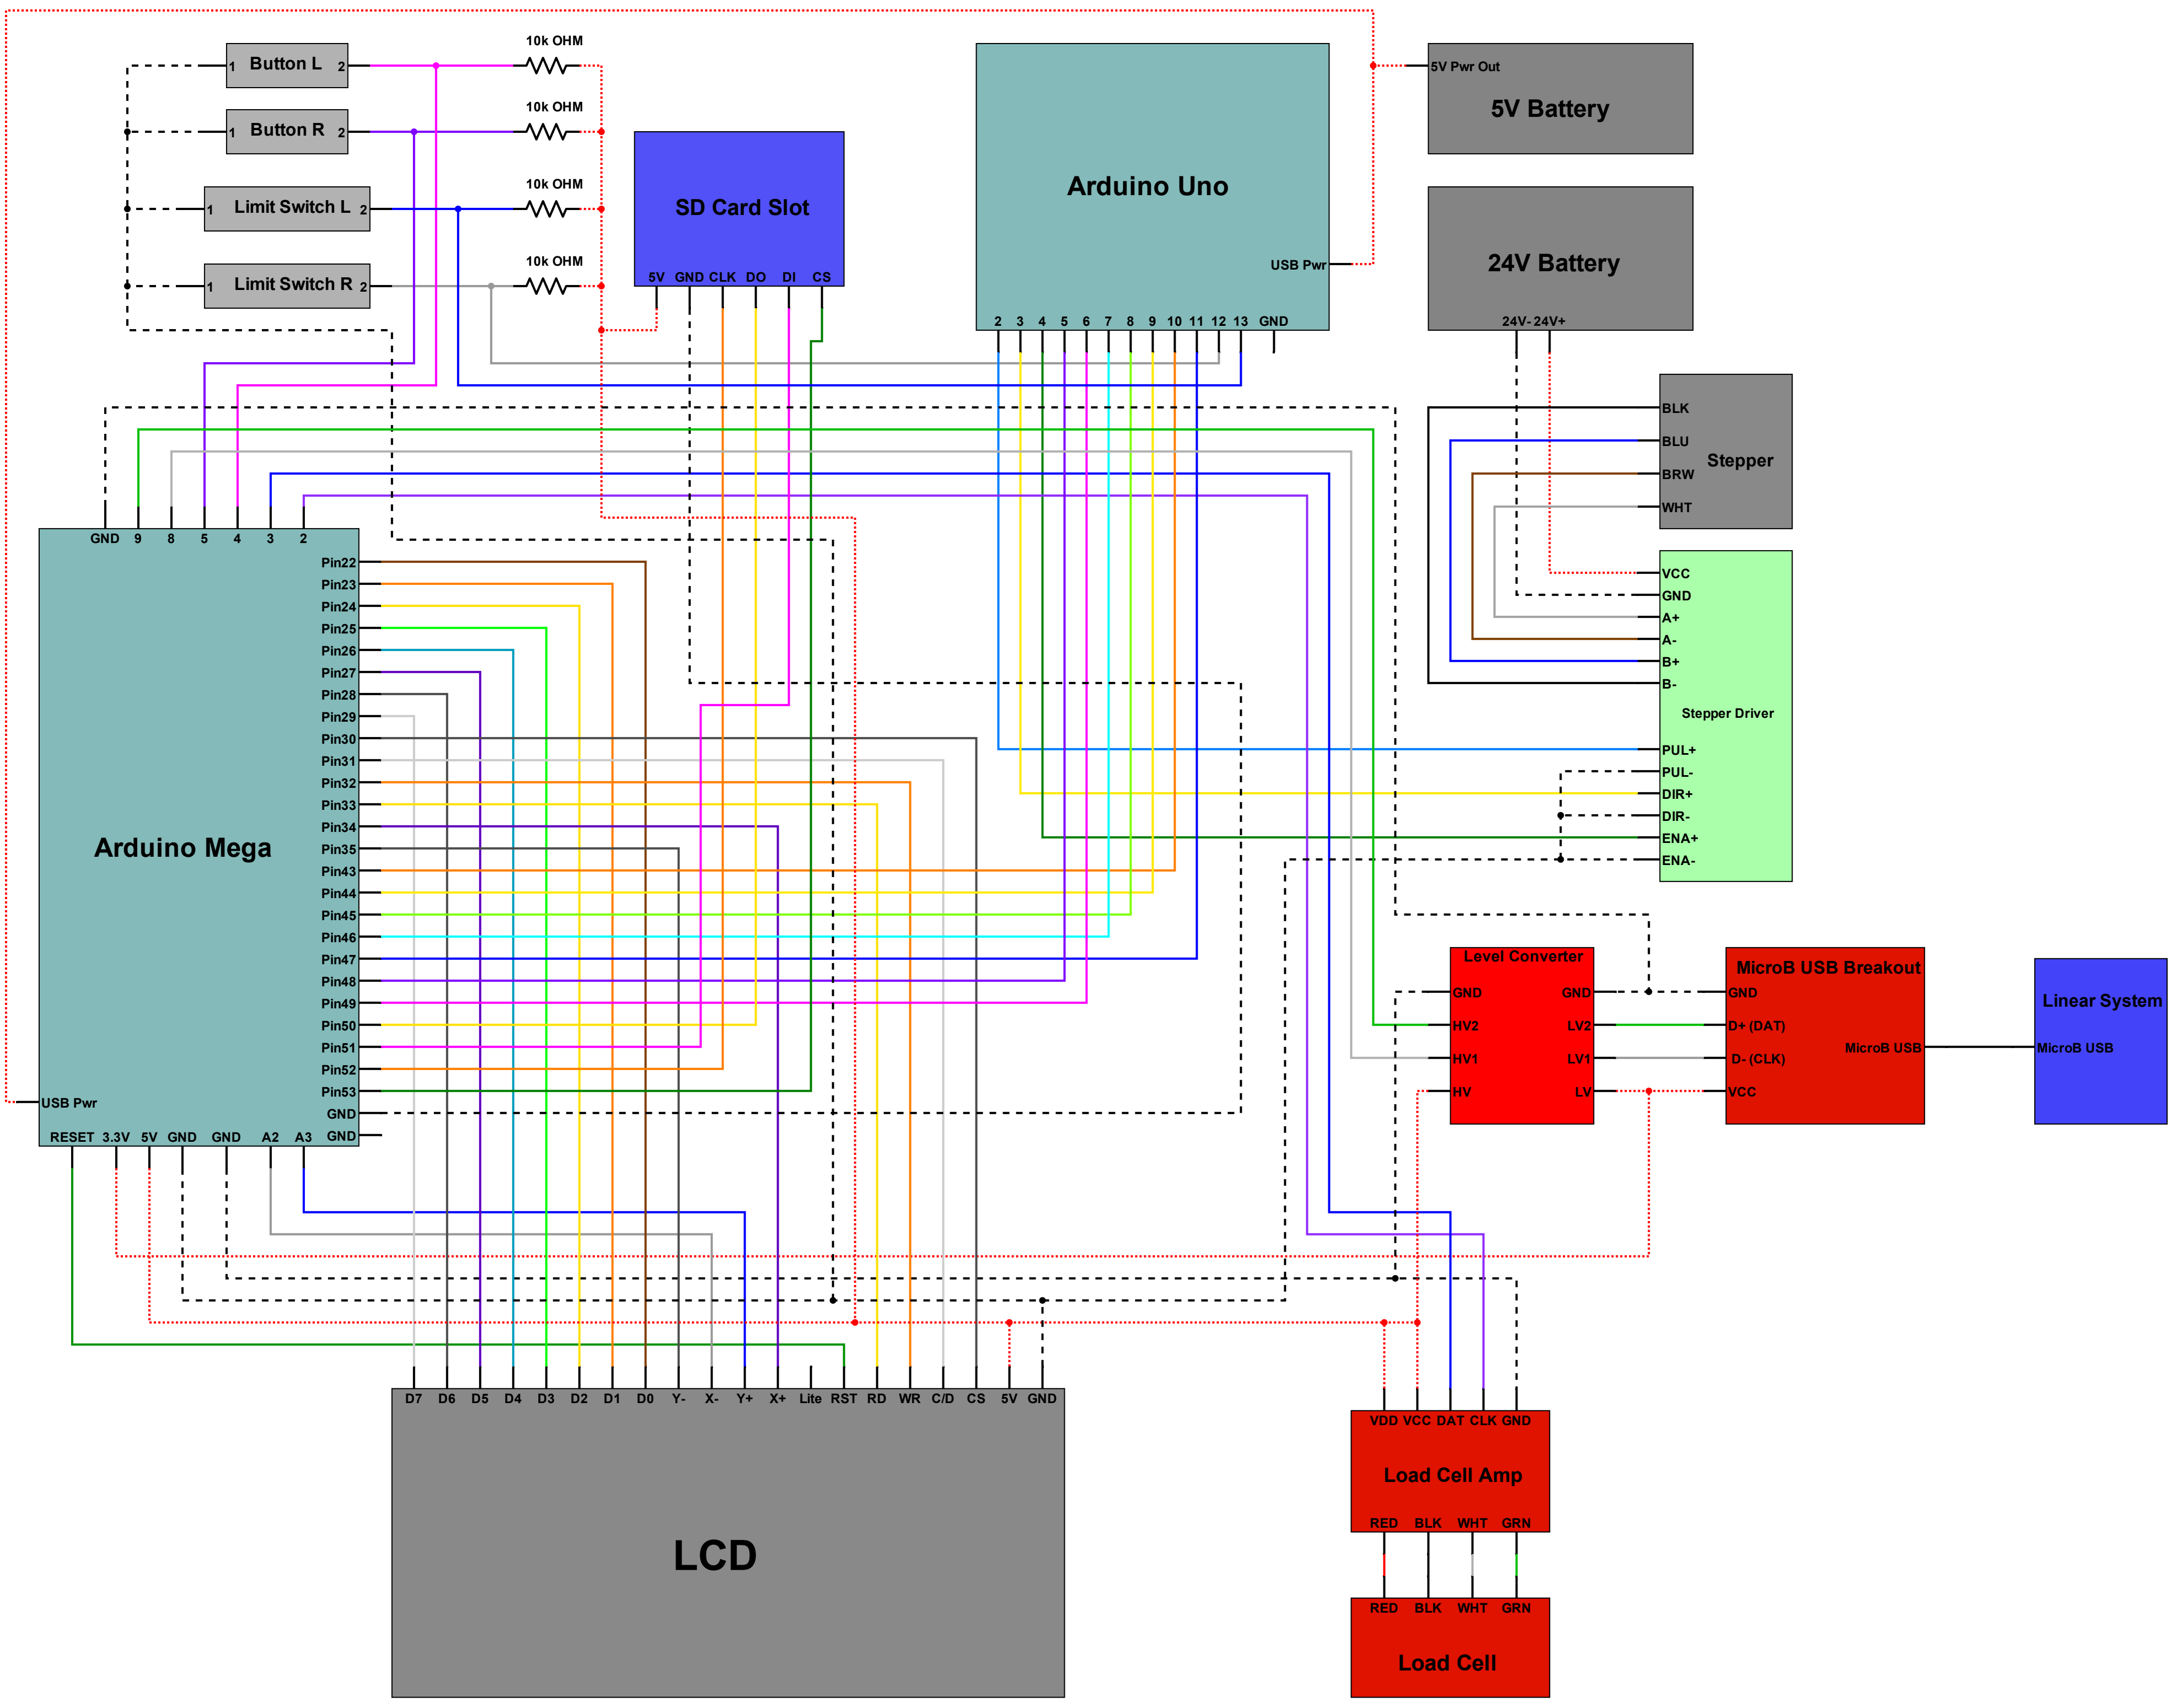 10k OHM
1 Button L 2
10k OHM
1 Button R 2
10k OHM
1 Limit Switch L 2
10k OHM
1 Limit Switch R 2
SD Card Slot
5V GND CLK DO DI CS
Arduino Uno
USB Pwr
2 3 4 5 6 7 8 9 10 11 12 13 GND
5V Pwr Out
5V Battery
24V Battery
24V- 24V+
BLK
BLU
Stepper
BRW
WHT
VCC
GND
A+
A-
B+
B-
Stepper Driver
PUL+
PUL-
DIR+
DIR-
ENA+
ENA-
GND 9 8 5 4 3 2
Pin22
Pin23
Pin24
Pin25
Pin26
Pin27
Pin28
Pin29
Pin30
Pin31
Pin32
Pin33
Pin34
Pin35
Arduino Mega
Pin43
Pin44
Pin45
Pin46
Pin47
Pin48
Pin49
Pin50
Pin51
Pin52
Pin53
USB Pwr
GND
GND
RESET 3.3V 5V GND GND A2 A3
Level Converter
GND GND
HV2 LV2
HV1 LV1
HV LV
MicroB USB Breakout
GND
D+ (DAT)
MicroB USB
D- (CLK)
VCC
Linear System
MicroB USB
D7 D6 D5 D4 D3 D2 D1 D0 Y- X- Y+ X+ Lite RST RD WR C/D CS 5V GND
LCD
VDD VCC DAT CLK GND
Load Cell Amp
RED BLK WHT GRN
RED BLK WHT GRN
Load Cell